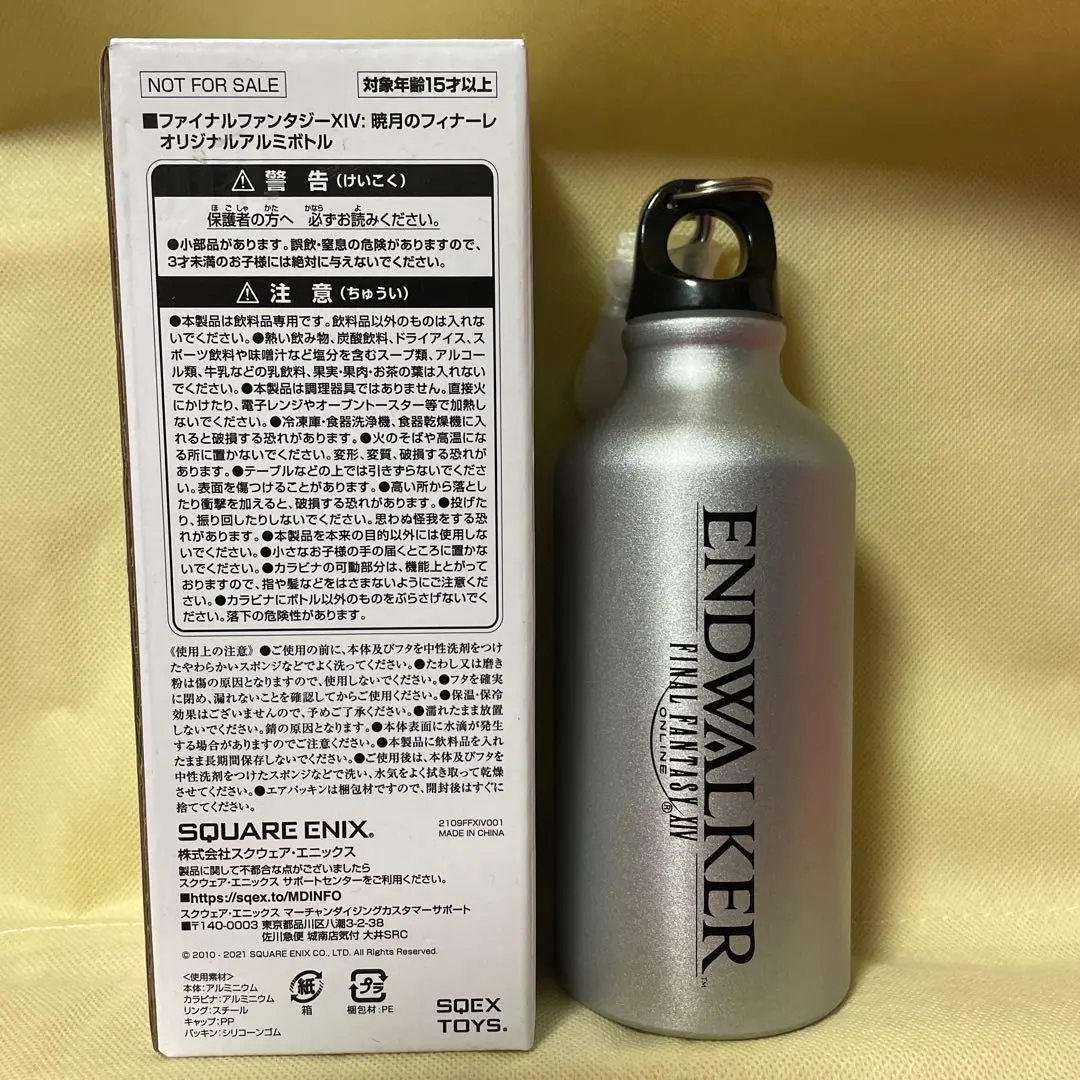 NOT FOR SALE
対象年齢15才以上
■ファイナルファンタジーXIV: 暁月のフィナーレ
オリジナルアルミボトル
⚠ 警 告 (けいこく)
保護者の方へ 必ずお読みください。
●小部品があります。誤飲・窒息の危険がありますので、
3才未満のお子様には絶対に与えないでください。
⚠ 注 意 (ちゅうい)
●本製品は飲料品専用です。飲料品以外のものは入れな
いでください。●熱い飲み物、炭酸飲料、ドライアイス、ス
ポーツ飲料や味噌汁など塩分を含むスープ類、アルコー
ル類、牛乳などの乳飲料、果実・果肉・お茶の葉は入れない
でください。●本製品は調理器具ではありません。直接火
にかけたり、電子レンジやオーブントースター等で加熱し
ないでください。●冷凍庫・食器洗浄機、食器乾燥機に入
れると破損する恐れがあります。●火のそばや高温にな
る所に置かないでください。変形、変質、破損する恐れが
あります。●テーブルなどの上では引きずらないでくださ
い。表面を傷つけることがあります。●高い所から落とし
たり衝撃を加えると、破損する恐れがあります。●投げた
り、振り回したりしないでください。思わぬ怪我をする恐
れがあります。●本製品を本来の目的以外には使用しな
いでください。●小さなお子様の手の届くところに置かな
いでください。●カラビナの可動部分は、機能上とがって
おりますので、指や髪などをはさまないようにご注意くだ
さい。●カラビナにボトル以外のものをぶらさげないでく
ださい。落下の危険性があります。
《使用上の注意》●ご使用の前に、本体及びフタを中性洗剤をつけ
たやわらかいスポンジなどでよく洗ってください。●たわし又は磨き
粉は傷の原因となりますので、使用しないでください。●フタを確実
に閉め、漏れないことを確認してからご使用ください。●保温・保冷
効果はございませんので、予めご了承ください。●濡れたまま放置
しないでください。錆の原因となります。●本体表面に水滴が発生
する場合がありますのでご注意ください。●本製品に飲料品を入れ
たまま長期間保存しないでください。●ご使用後は、本体及びフタを
中性洗剤をつけたスポンジなどで洗い、水気をよく拭き取って乾燥
させてください。●エアパッキンは梱包材ですので、開封後はすぐに
捨ててください。
SQUARE ENIX®
2109FFXIV001
MADE IN CHINA
株式会社スクウェア・エニックス
製品に関して不都合な点がございましたら
スクウェア・エニックス サポートセンターをご利用ください。
■https://sqex.to/MDINFO
スクウェア・エニックス マーチャンダイジングカスタマーサポート
■〒140-0003 東京都品川区八潮3-2-38
佐川急便 城南店気付 大井SRC
© 2010 - 2021 SQUARE ENIX CO., LTD. All Rights Reserved.
<使用素材>
本体:アルミニウム
カラビナ:アルミニウム
リング:スチール
キャップ:PP
パッキン:シリコーンゴム
紙
箱
プラ
梱包材:PE
SQEX
TOYS®
ENDWALKER™
FINAL FANTASY XIV®
ONLINE